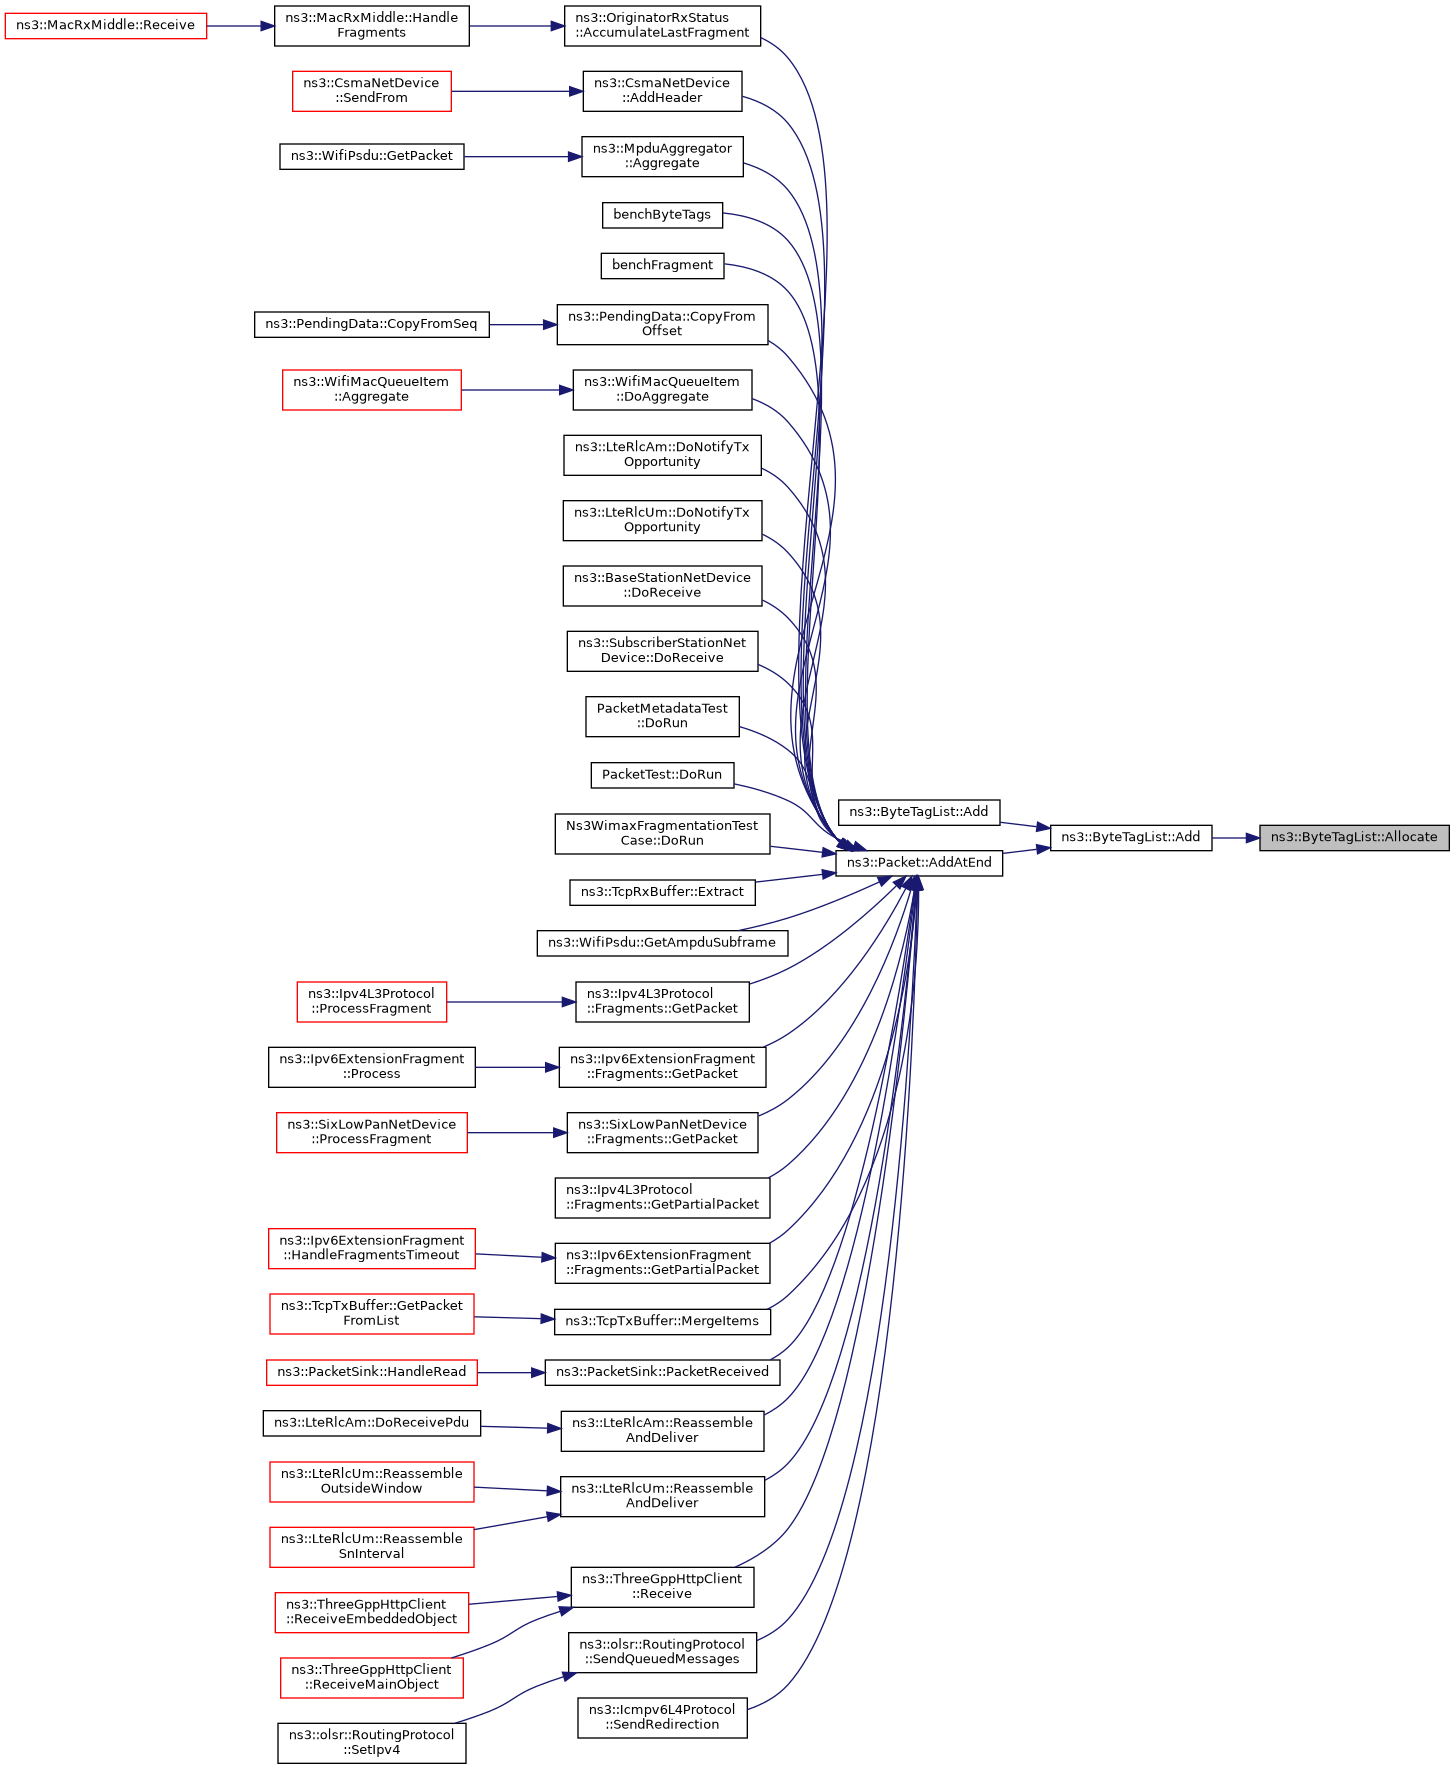 ns3::MacRxMiddle::Receive
ns3::MacRxMiddle::Handle
Fragments
ns3::OriginatorRxStatus
::AccumulateLastFragment
ns3::CsmaNetDevice
::SendFrom
ns3::CsmaNetDevice
::AddHeader
ns3::WifiPsdu::GetPacket
ns3::MpduAggregator
::Aggregate
benchByteTags
benchFragment
ns3::PendingData::CopyFromSeq
ns3::PendingData::CopyFrom
Offset
ns3::WifiMacQueueItem
::Aggregate
ns3::WifiMacQueueItem
::DoAggregate
ns3::LteRlcAm::DoNotifyTx
Opportunity
ns3::LteRlcUm::DoNotifyTx
Opportunity
ns3::BaseStationNetDevice
::DoReceive
ns3::SubscriberStationNet
Device::DoReceive
PacketMetadataTest
::DoRun
PacketTest::DoRun
Ns3WimaxFragmentationTest
Case::DoRun
ns3::ByteTagList::Add
ns3::ByteTagList::Add
ns3::ByteTagList::Allocate
ns3::Packet::AddAtEnd
ns3::TcpRxBuffer::Extract
ns3::WifiPsdu::GetAmpduSubframe
ns3::Ipv4L3Protocol
::ProcessFragment
ns3::Ipv4L3Protocol
::Fragments::GetPacket
ns3::Ipv6ExtensionFragment
::Process
ns3::Ipv6ExtensionFragment
::Fragments::GetPacket
ns3::SixLowPanNetDevice
::ProcessFragment
ns3::SixLowPanNetDevice
::Fragments::GetPacket
ns3::Ipv4L3Protocol
::Fragments::GetPartialPacket
ns3::Ipv6ExtensionFragment
::HandleFragmentsTimeout
ns3::Ipv6ExtensionFragment
::Fragments::GetPartialPacket
ns3::TcpTxBuffer::GetPacket
FromList
ns3::TcpTxBuffer::MergeItems
ns3::PacketSink::HandleRead
ns3::PacketSink::PacketReceived
ns3::LteRlcAm::DoReceivePdu
ns3::LteRlcAm::Reassemble
AndDeliver
ns3::LteRlcUm::Reassemble
OutsideWindow
ns3::LteRlcUm::Reassemble
AndDeliver
ns3::LteRlcUm::Reassemble
SnInterval
ns3::ThreeGppHttpClient
::Receive
ns3::ThreeGppHttpClient
::ReceiveEmbeddedObject
ns3::ThreeGppHttpClient
::ReceiveMainObject
ns3::olsr::RoutingProtocol
::SendQueuedMessages
ns3::olsr::RoutingProtocol
::SetIpv4
ns3::Icmpv6L4Protocol
::SendRedirection